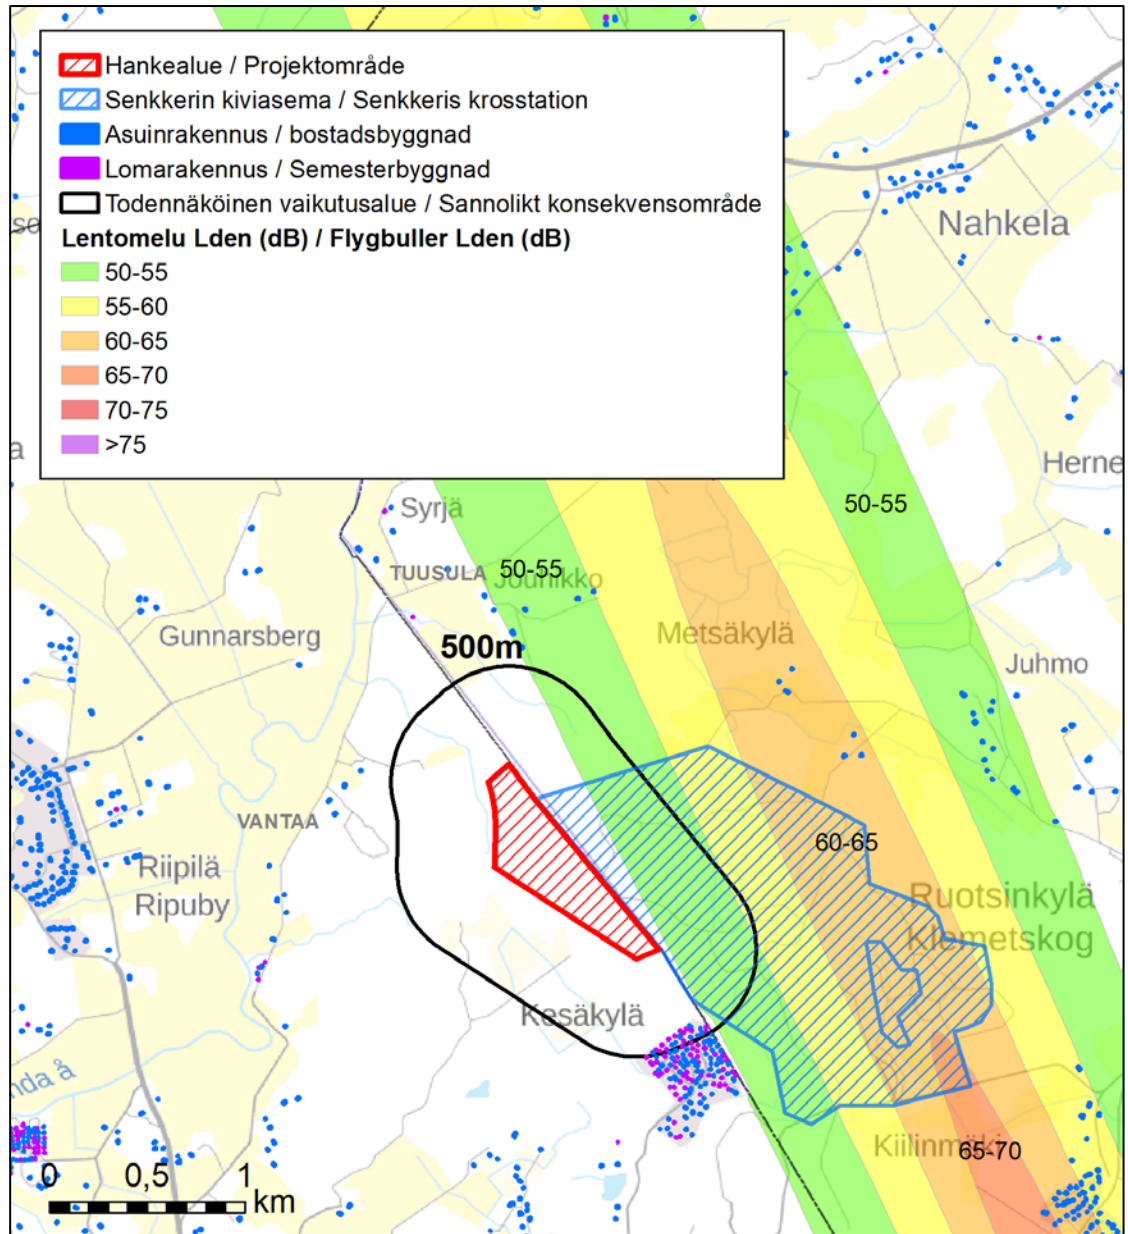 Hankealue / Projektområde
Senkkerin kiviasema / Senkkeris krosstation
Asuinrakennus / bostadsbyggnad
Lomarakennus / Semesterbyggnad
Todennäköinen vaikutusalue / Sannolikt konsekvensområde
Lentomelu Lden (dB) / Flygbuller Lden (dB)
50-55
55-60
60-65
65-70
70-75
>75
Nahkela
Herne
50-55
Syrjä
TUUSULA
50-55
Jounikko
Gunnarsberg
500m
Metsäkylä
Juhmo
VANTAA
60-65
Riipilä
Ripuby
Ruotsinkylä
Klemetskog
Kesäkylä
nda å
Kiilinmäki
65-70
0 0,5 1
km